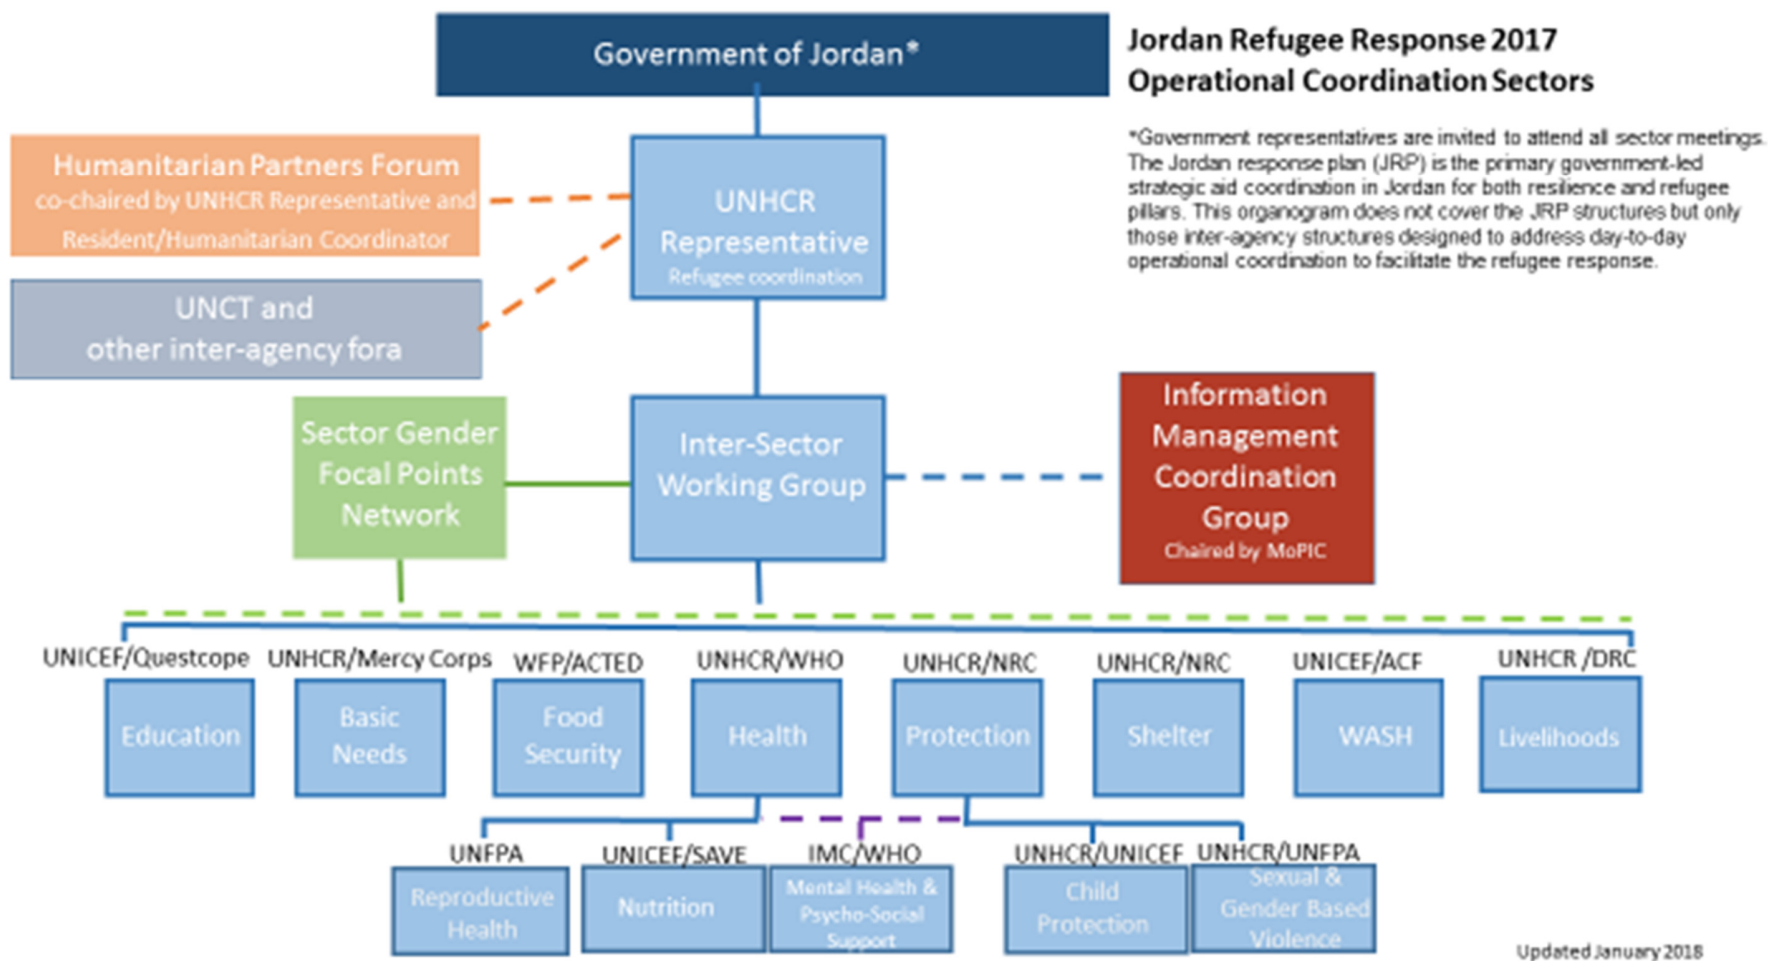 Government of Jordan*
Jordan Refugee Response 2017
Operational Coordination Sectors
*Government representatives are invited to attend all sector meetings.
The Jordan response plan (JRP) is the primary government-led
strategic aid coordination in Jordan for both resilience and refugee
pillars. This organogram does not cover the JRP structures but only
those inter-agency structures designed to address day-to-day
operational coordination to facilitate the refugee response.
Humanitarian Partners Forum
co-chaired by UNHCR Representative and
Resident/Humanitarian Coordinator
UNHCR
Representative
Refugee coordination
UNCT and
other inter-agency fora
Sector Gender
Focal Points
Network
Inter-Sector
Working Group
Information
Management
Coordination
Group
Chaired by MoPIC
UNICEF/Questcope
Education
UNHCR/Mercy Corps
Basic
Needs
WFP/ACTED
Food
Security
UNHCR/WHO
Health
UNHCR/NRC
Protection
UNHCR/NRC
Shelter
UNICEF/ACF
WASH
UNHCR /DRC
Livelihoods
UNFPA
Reproductive
Health
UNICEF/SAVE
Nutrition
IMC/WHO
Mental Health &
Psycho-Social
Support
UNHCR/UNICEF
Child
Protection
UNHCR/UNFPA
Sexual &
Gender Based
Violence
Updated January 2018